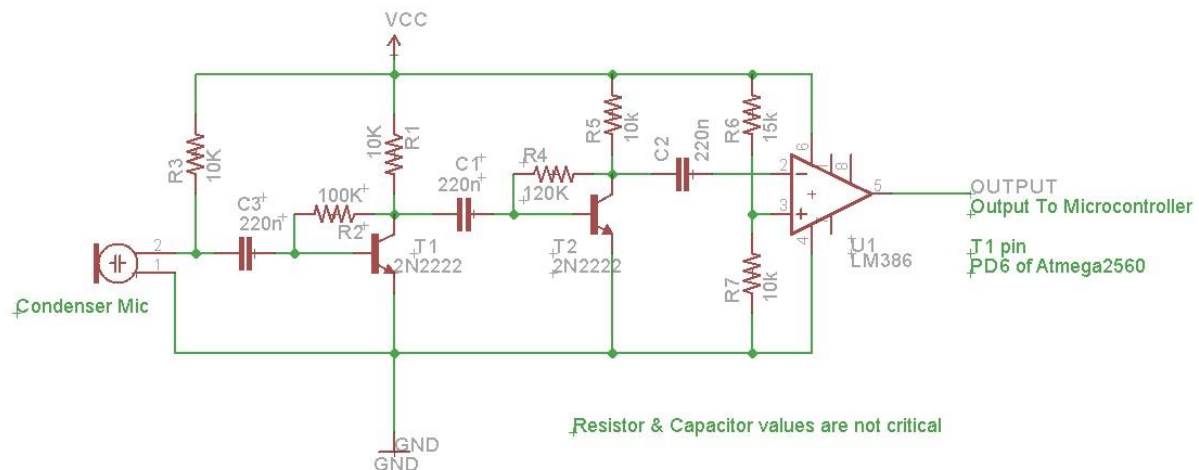 VCC
R3
10K
10K
R1
R5
10k
R6
15k
C2
220n
C1
220n
R4
120K
C3
220n
100K
R2
2
1
T1
2N2222
T2
2N2222
6
1
8
2
3
5
7
4
U1
LM386
R7
10k
OUTPUT
Output To Microcontroller
T1 pin
PD6 of Atmega2560
Condenser Mic
Resistor & Capacitor values are not critical
GND
GND